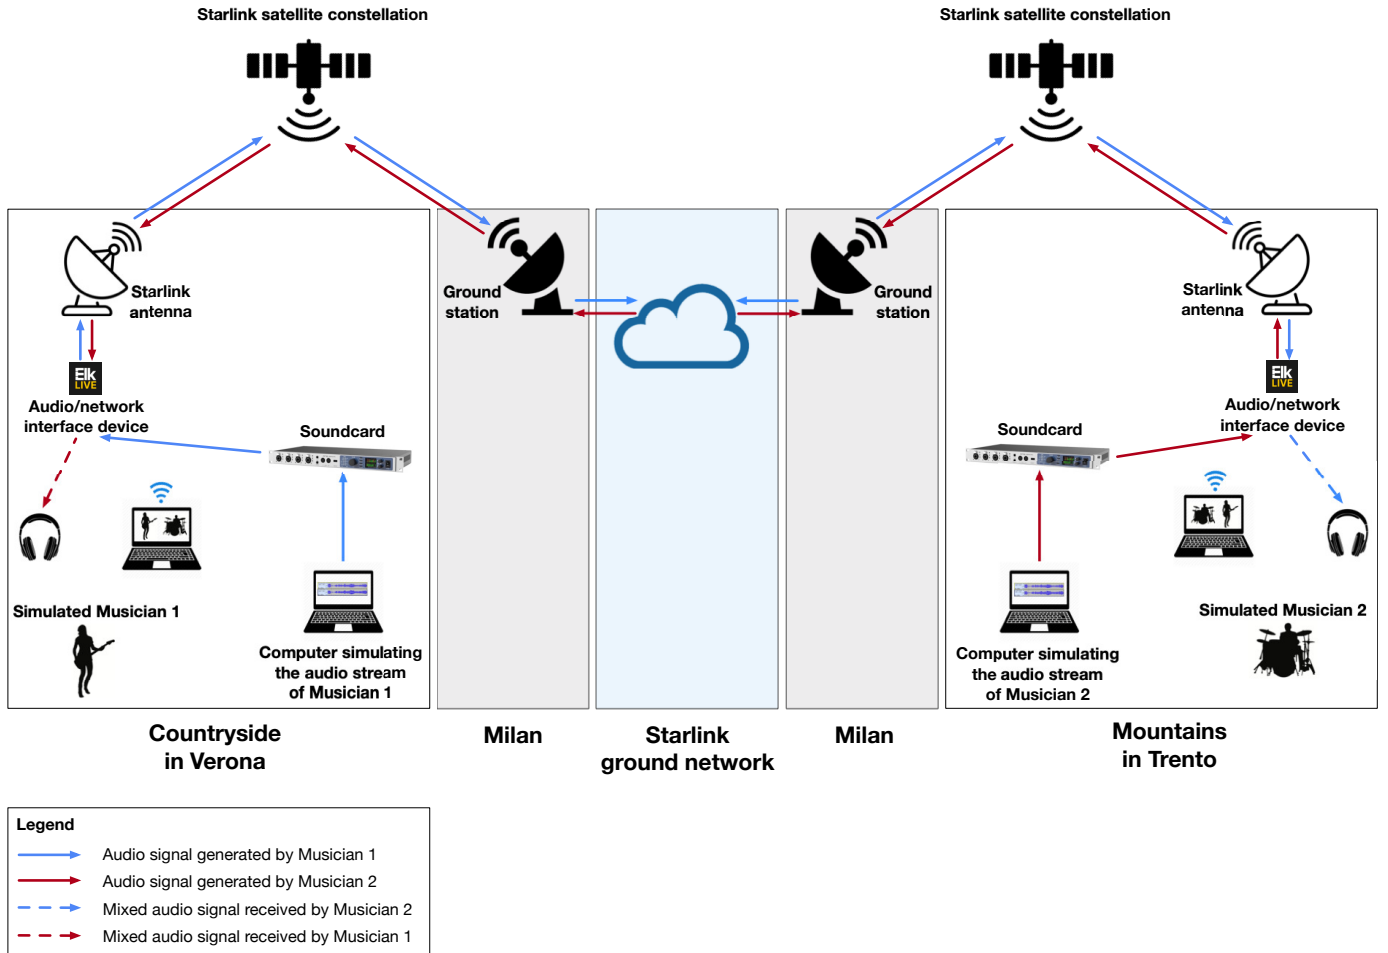 Starlink satellite constellation
Starlink satellite constellation
Starlink
antenna
Ground
station
Ground
station
Starlink
antenna
Elk
LIVE
Audio/network
interface device
Soundcard
Elk
LIVE
Audio/network
interface device
Soundcard
Simulated Musician 1
Computer simulating
the audio stream
of Musician 1
Simulated Musician 2
Computer simulating
the audio stream
of Musician 2
Countryside
in Verona
Milan
Starlink
ground network
Milan
Mountains
in Trento
Legend
Audio signal generated by Musician 1
Audio signal generated by Musician 2
Mixed audio signal received by Musician 2
Mixed audio signal received by Musician 1